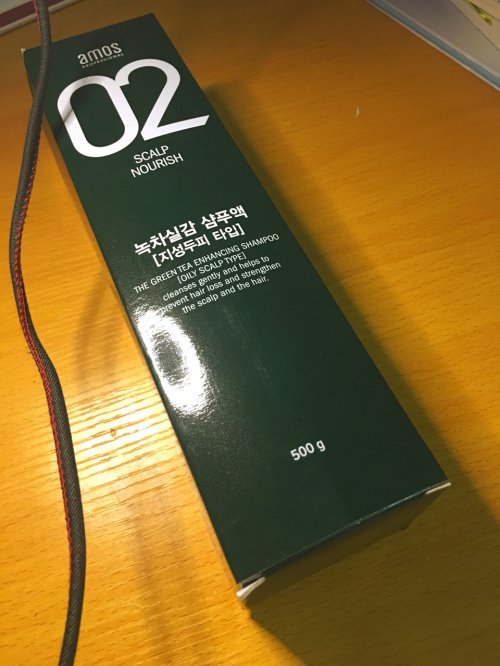 amos
PROFESSIONAL
02
SCALP
NOURISH
녹차실감 샴푸액
[지성두피 타입]
THE GREEN TEA ENHANCING SHAMPOO
[OILY SCALP TYPE]
cleanses gently and helps to
prevent hair loss and strengthen
the scalp and the hair.
500 g